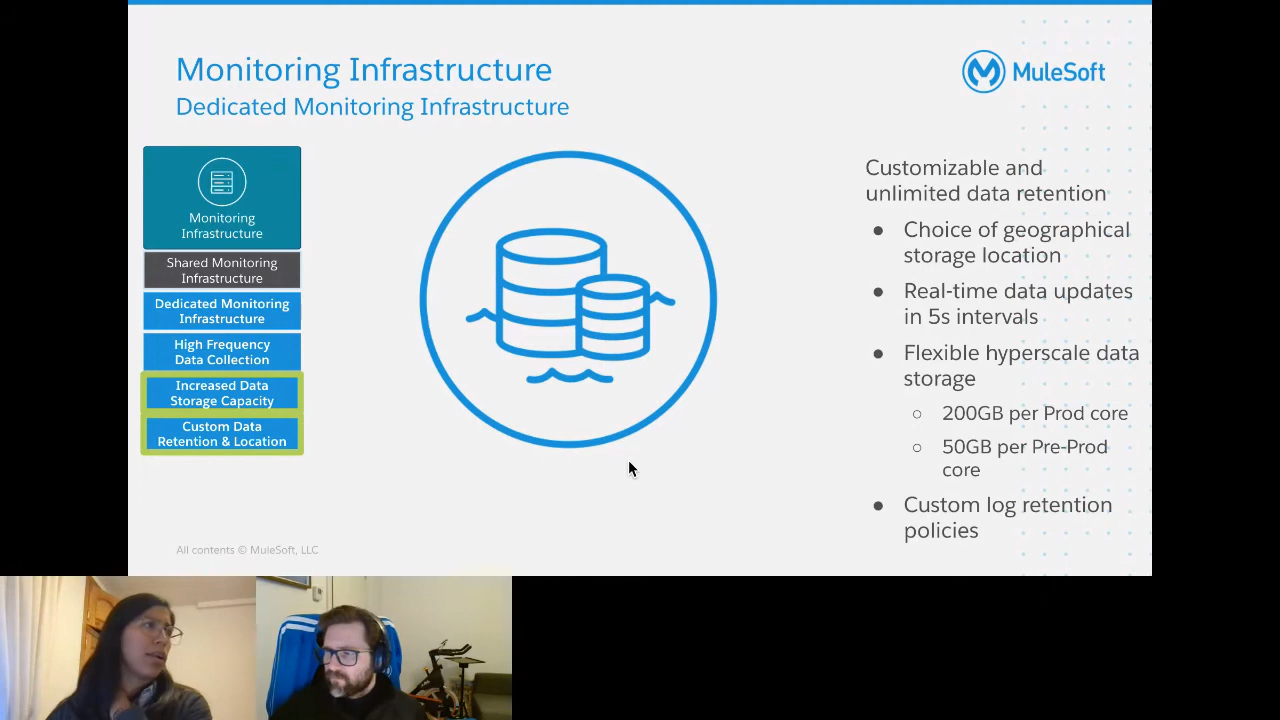 Monitoring Infrastructure
Dedicated Monitoring Infrastructure
MuleSoft
Monitoring
Infrastructure
Shared Monitoring
Infrastructure
Dedicated Monitoring
Infrastructure
High Frequency
Data Collection
Increased Data
Storage Capacity
Custom Data
Retention & Location
Customizable and
unlimited data retention
● Choice of geographical
storage location
● Real-time data updates
in 5s intervals
● Flexible hyperscale data
storage
○ 200GB per Prod core
○ 50GB per Pre-Prod
core
● Custom log retention
policies
All contents © MuleSoft, LLC